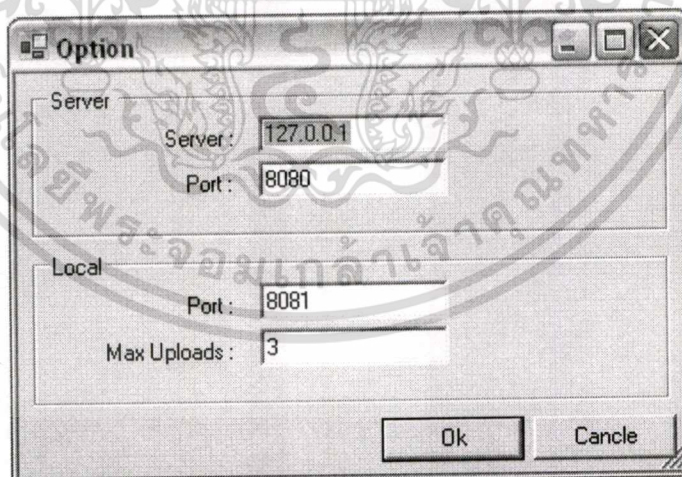 Option
Server
Server : 127.0.0.1
Port : 8080
Local
Port : 8081
Max Uploads : 3
Ok Cancle